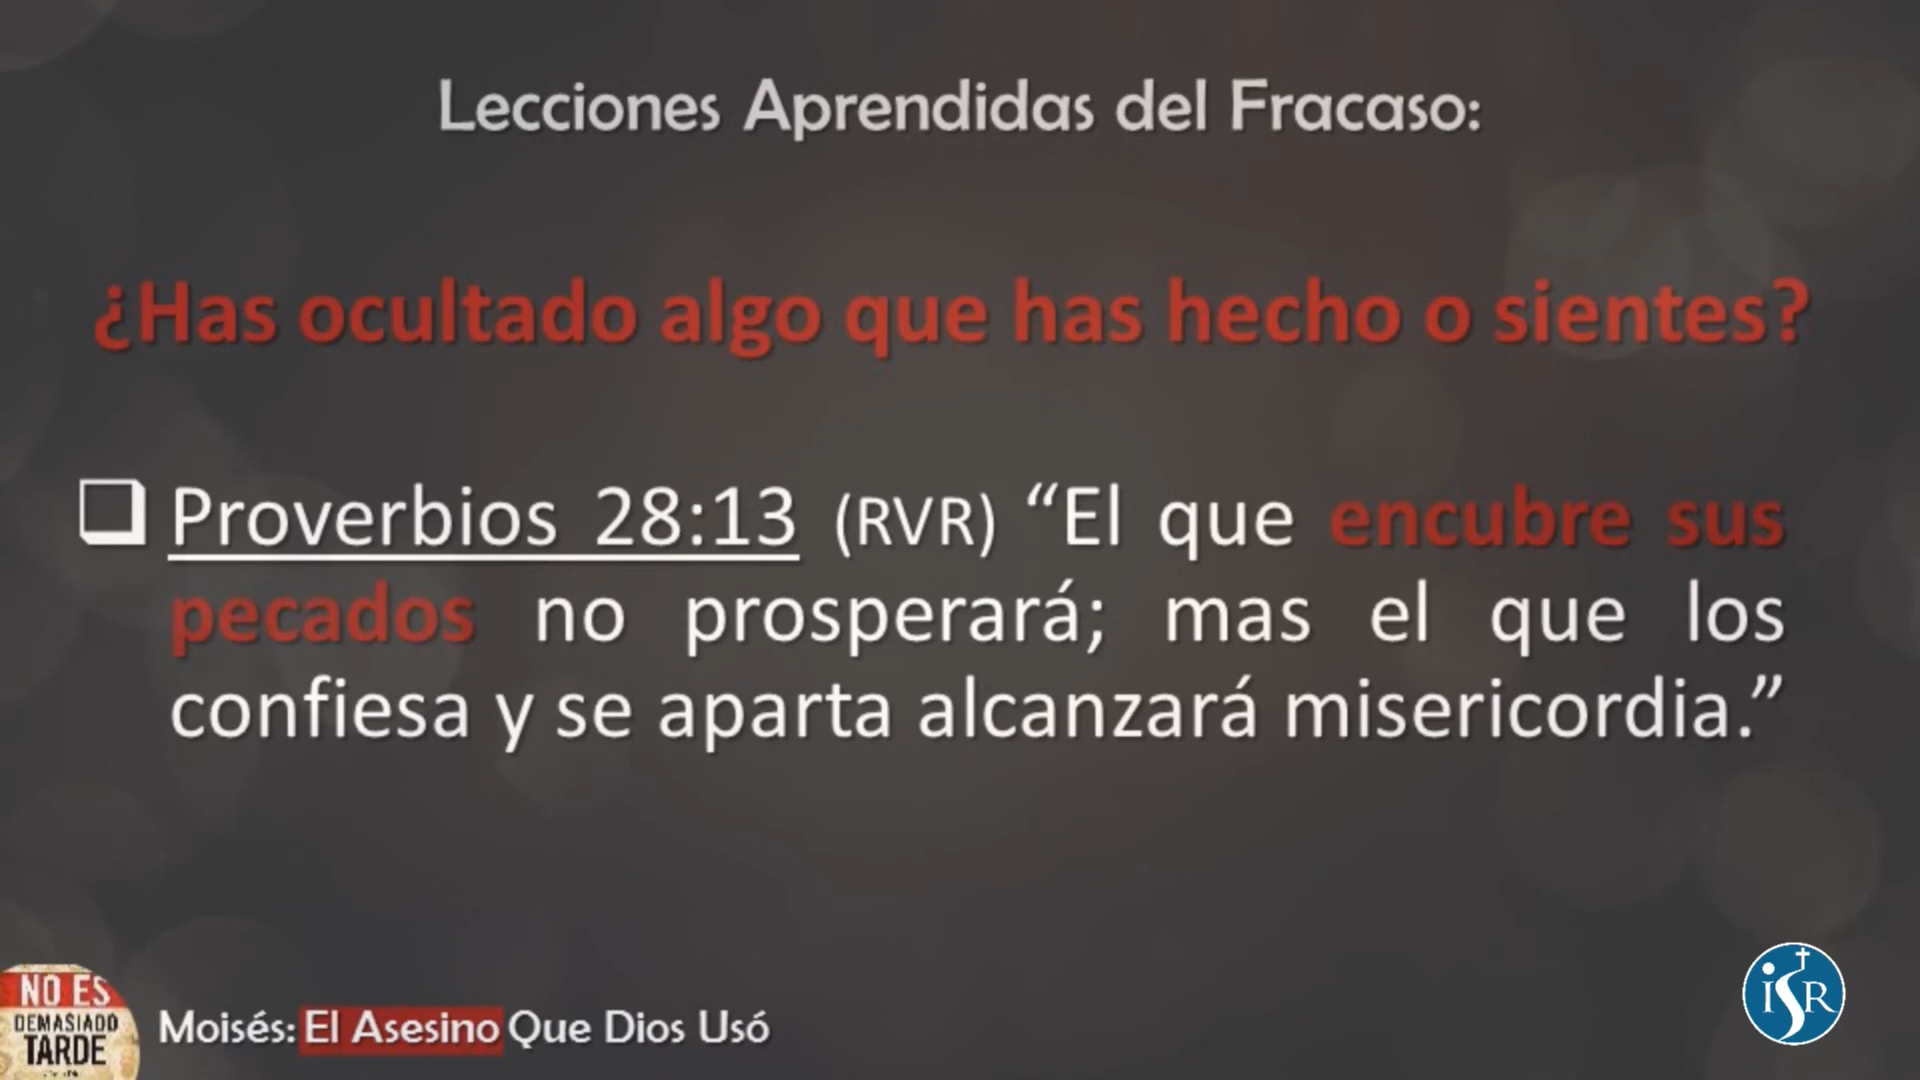 Lecciones Aprendidas del Fracaso:
¿Has ocultado algo que has hecho o sientes?
Proverbios 28:13 (RVR) “El que encubre sus
pecados no prosperará; mas el que los
confiesa y se aparta alcanzará misericordia.”
NO ES
DEMASIADO
TARDE
Moisés: El Asesino Que Dios Usó
iSR